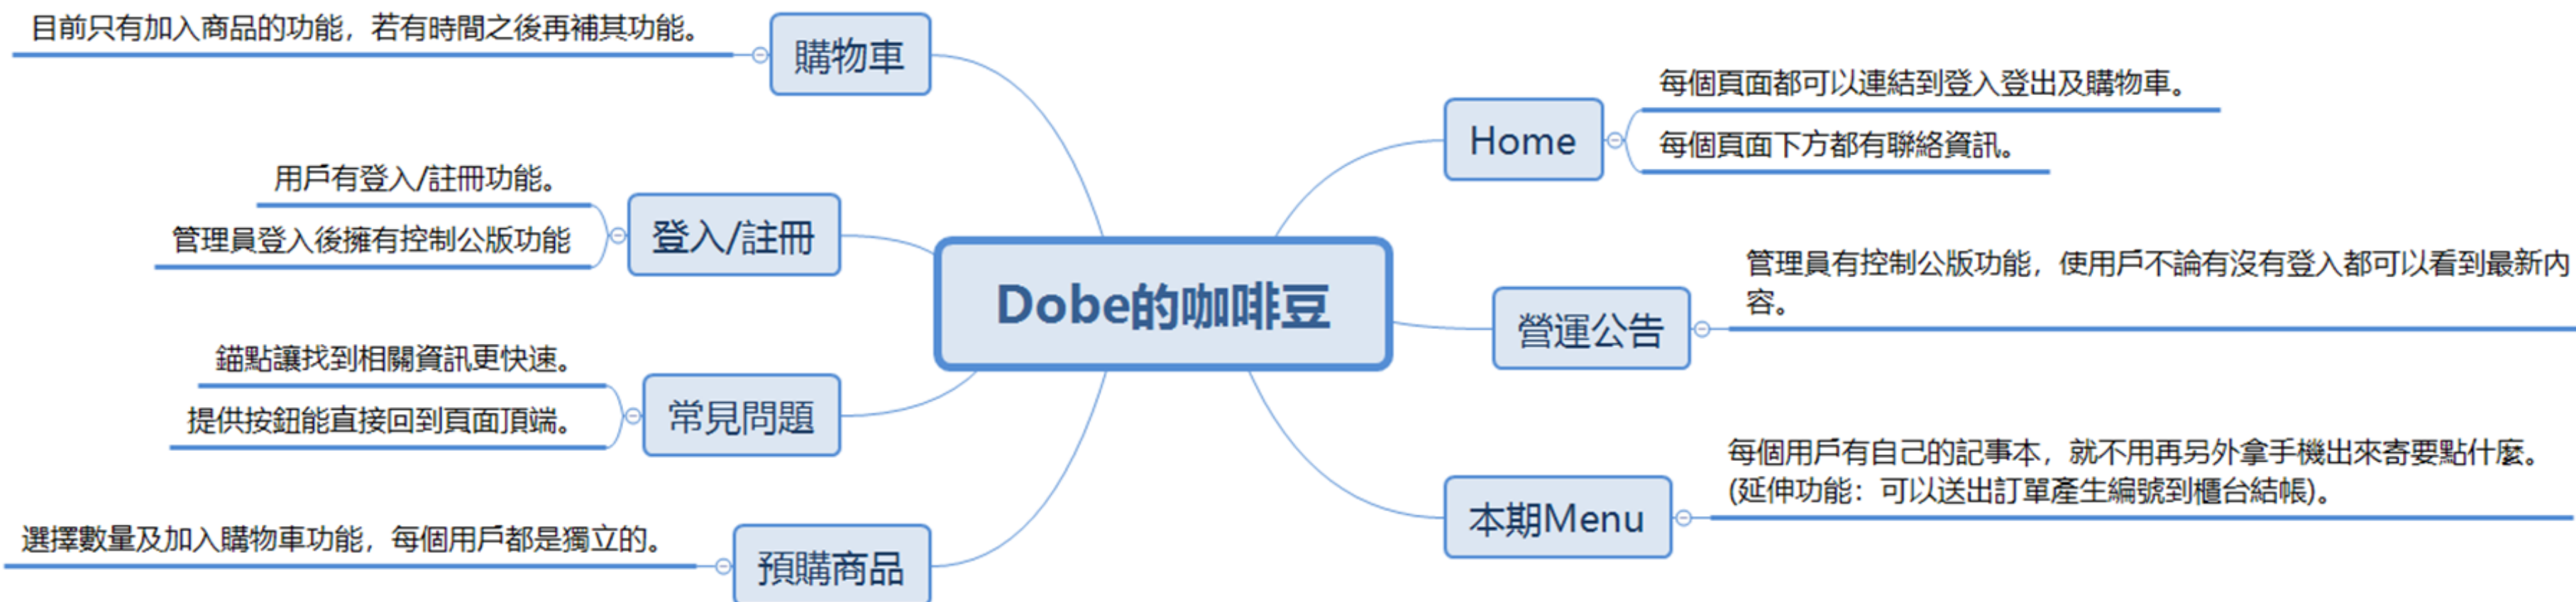 目前只有加入商品的功能，若有時間之後再補其功能。
購物車
用戶有登入/註冊功能。
管理員登入後擁有控制公版功能
登入/註冊
錨點讓找到相關資訊更快速。
提供按鈕能直接回到頁面頂端。
常見問題
選擇數量及加入購物車功能，每個用戶都是獨立的。
預購商品
Dobe的咖啡豆
Home
每個頁面都可以連結到登入登出及購物車。
每個頁面下方都有聯絡資訊。
營運公告
管理員有控制公版功能，使用戶不論有沒有登入都可以看到最新內
容。
本期Menu
每個用戶有自己的記事本，就不用再另外拿手機出來寄要點什麼。
(延伸功能：可以送出訂單產生編號到櫃台結帳)。